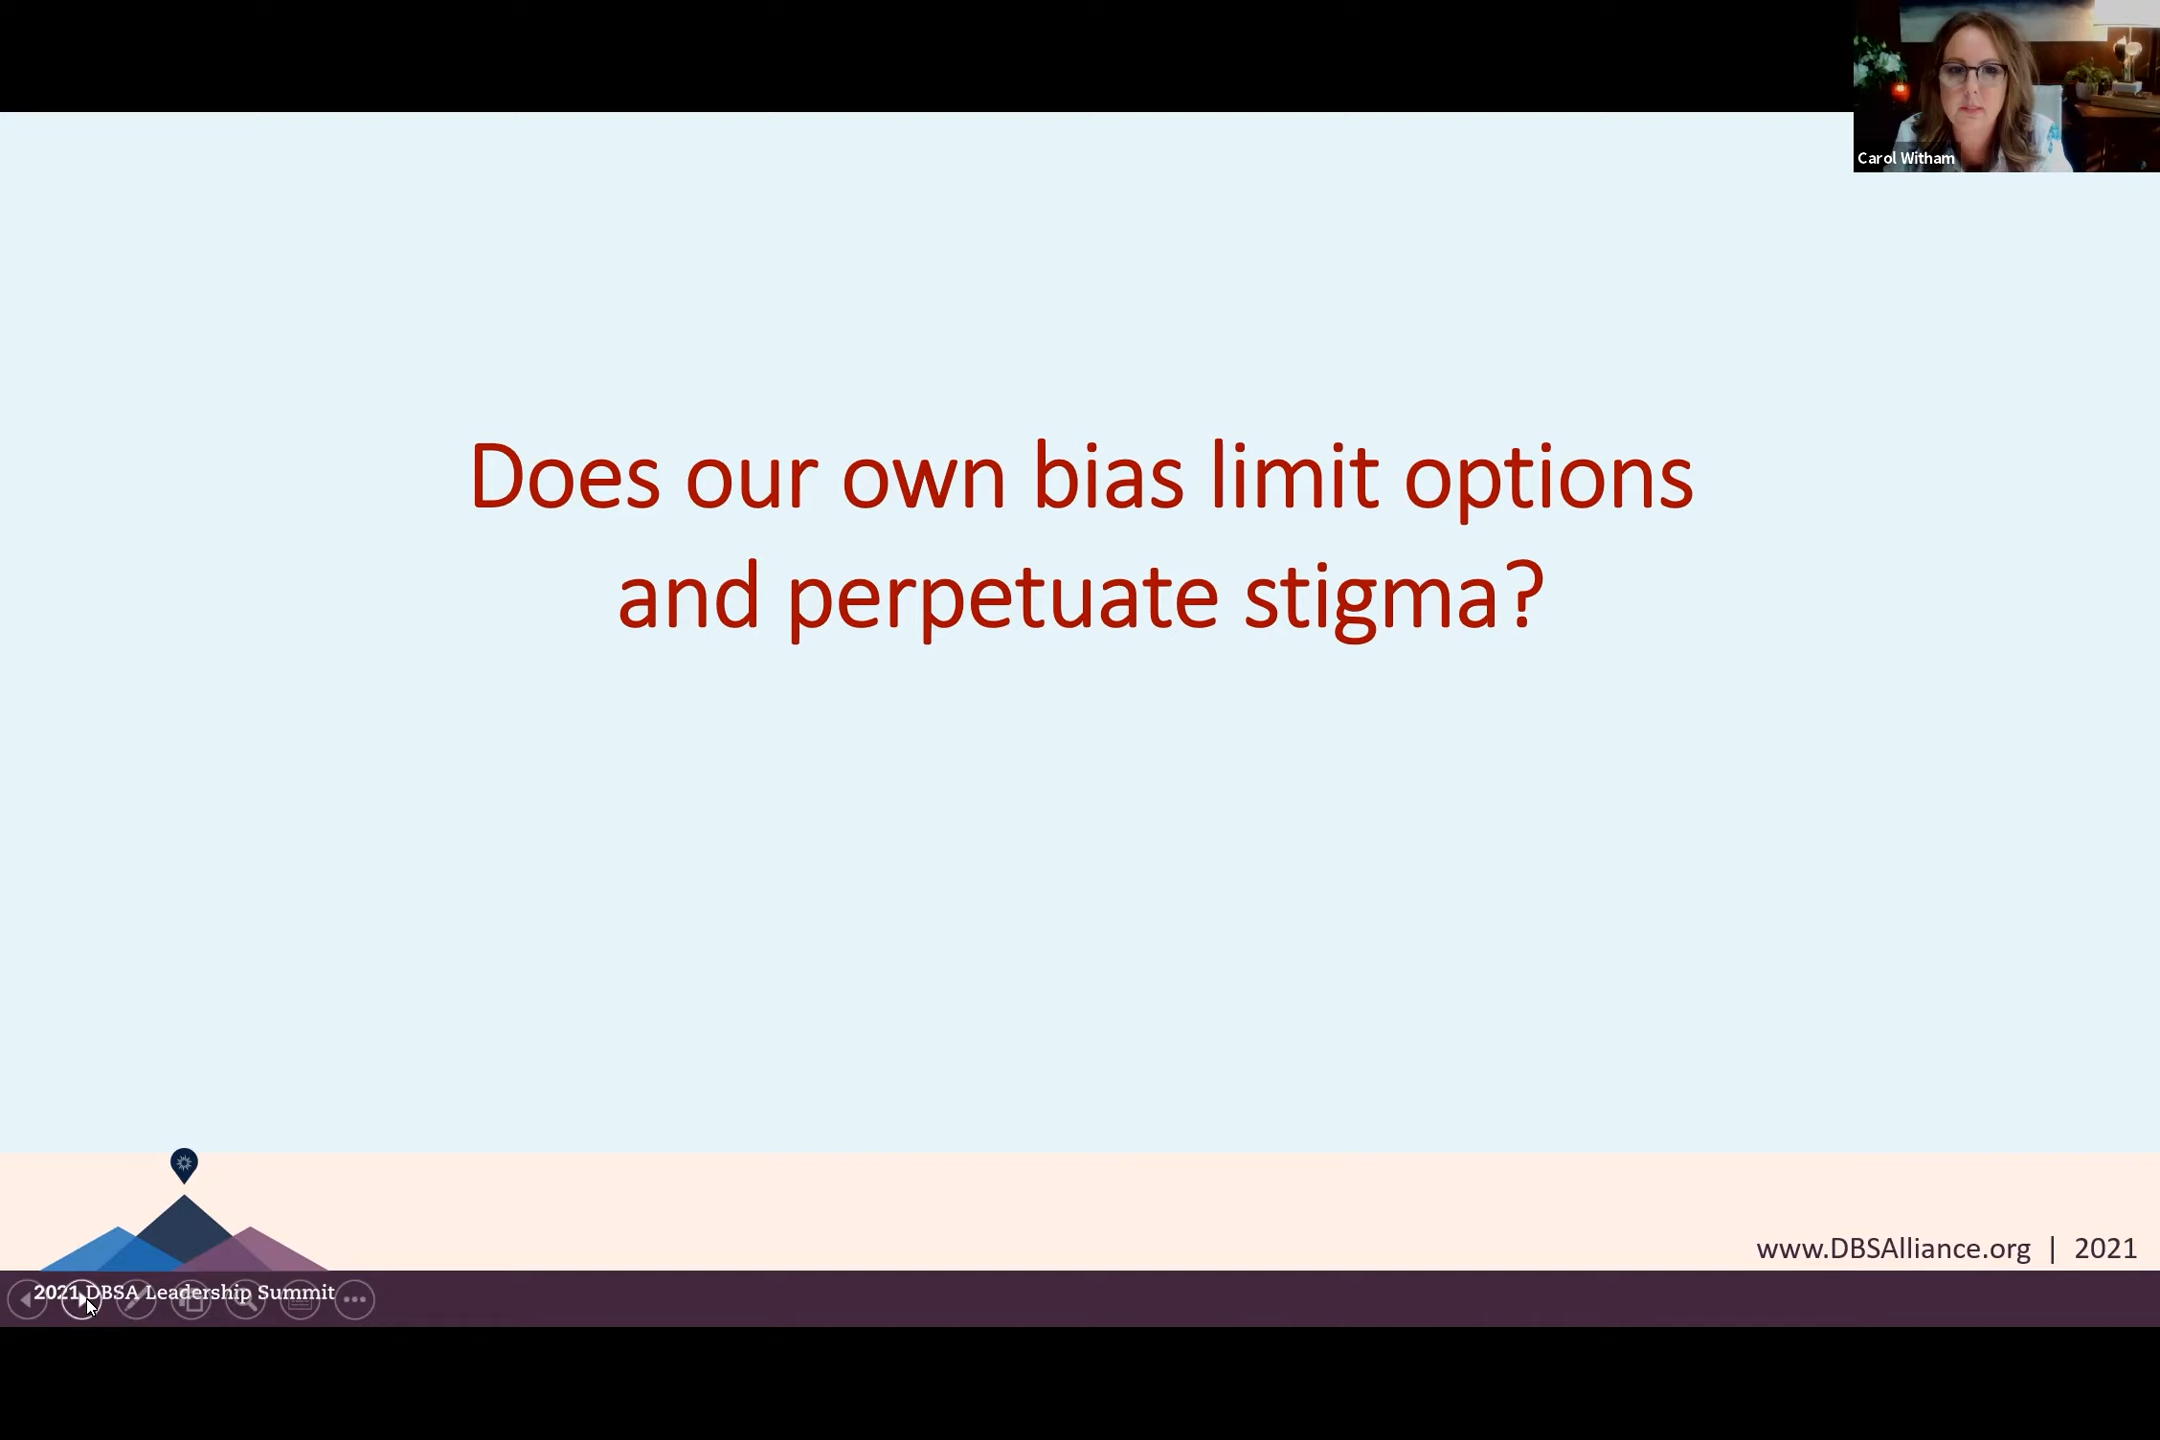 Carol Witham
Does our own bias limit options
and perpetuate stigma?
www.DBSAlliance.org | 2021
2021 DBSA Leadership Summit